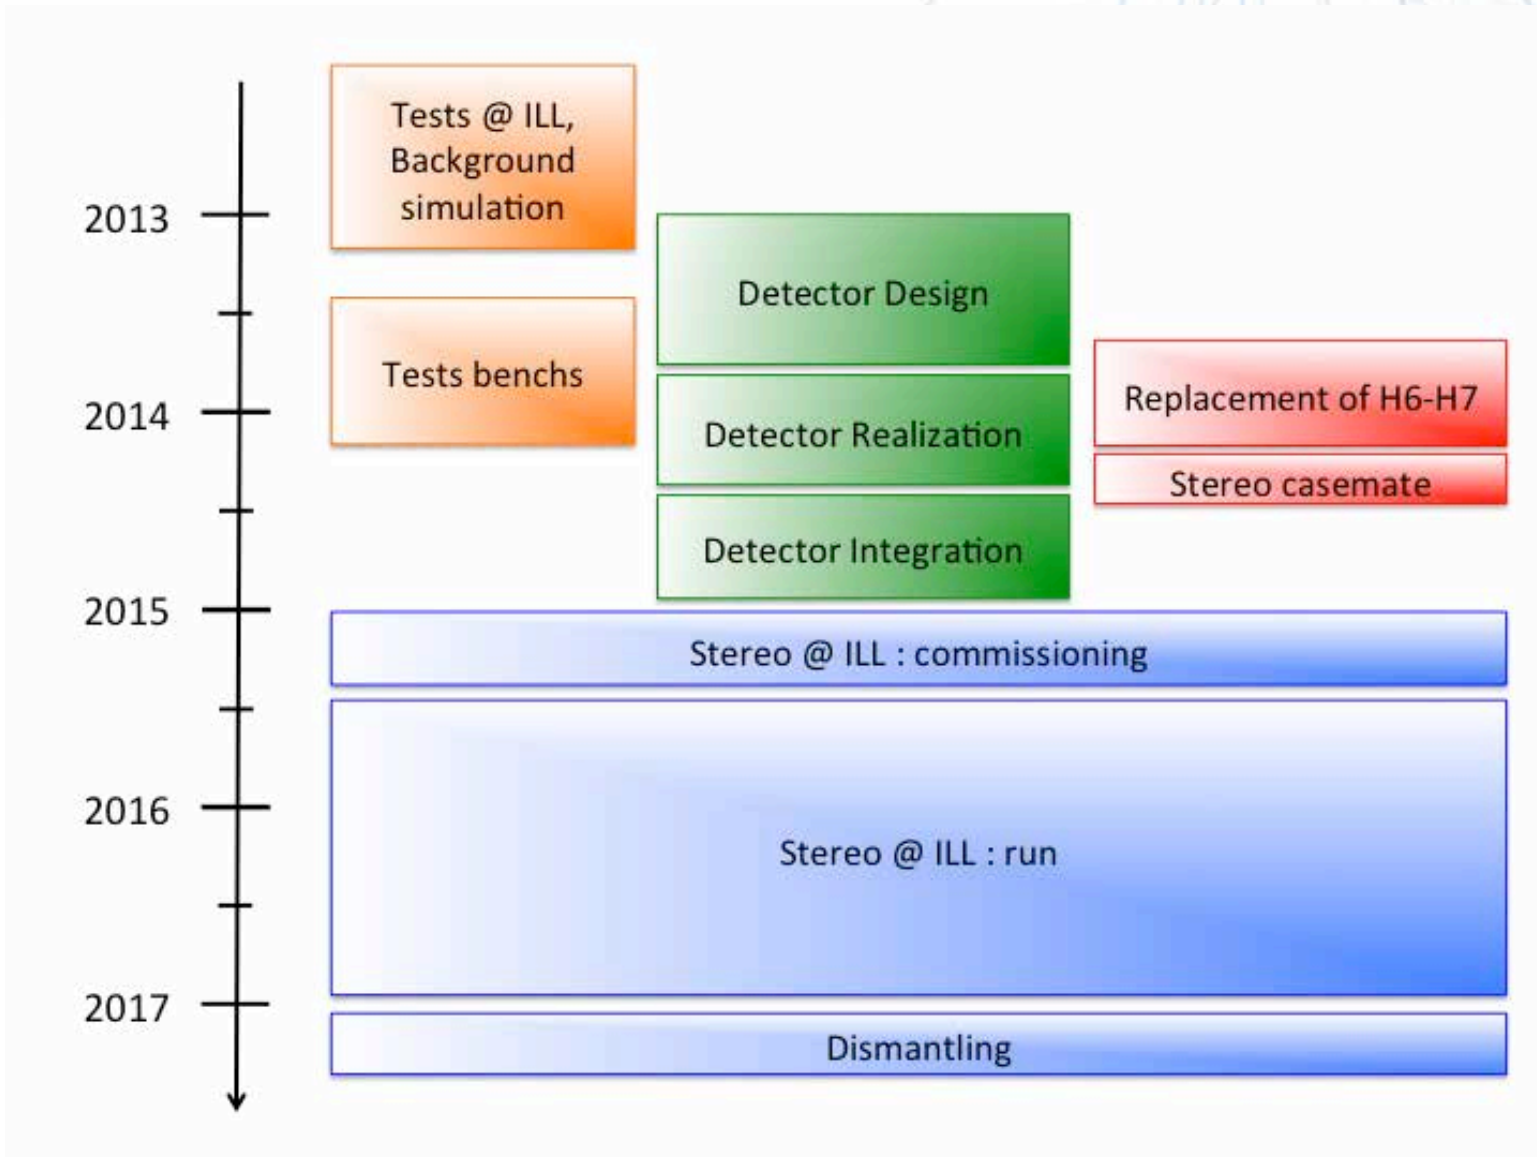 Tests @ ILL,
Background
simulation
2013
Detector Design
Tests benchs
Replacement of H6-H7
2014
Detector Realization
Stereo casemate
Detector Integration
2015
Stereo @ ILL : commissioning
2016
Stereo @ ILL : run
2017
Dismantling